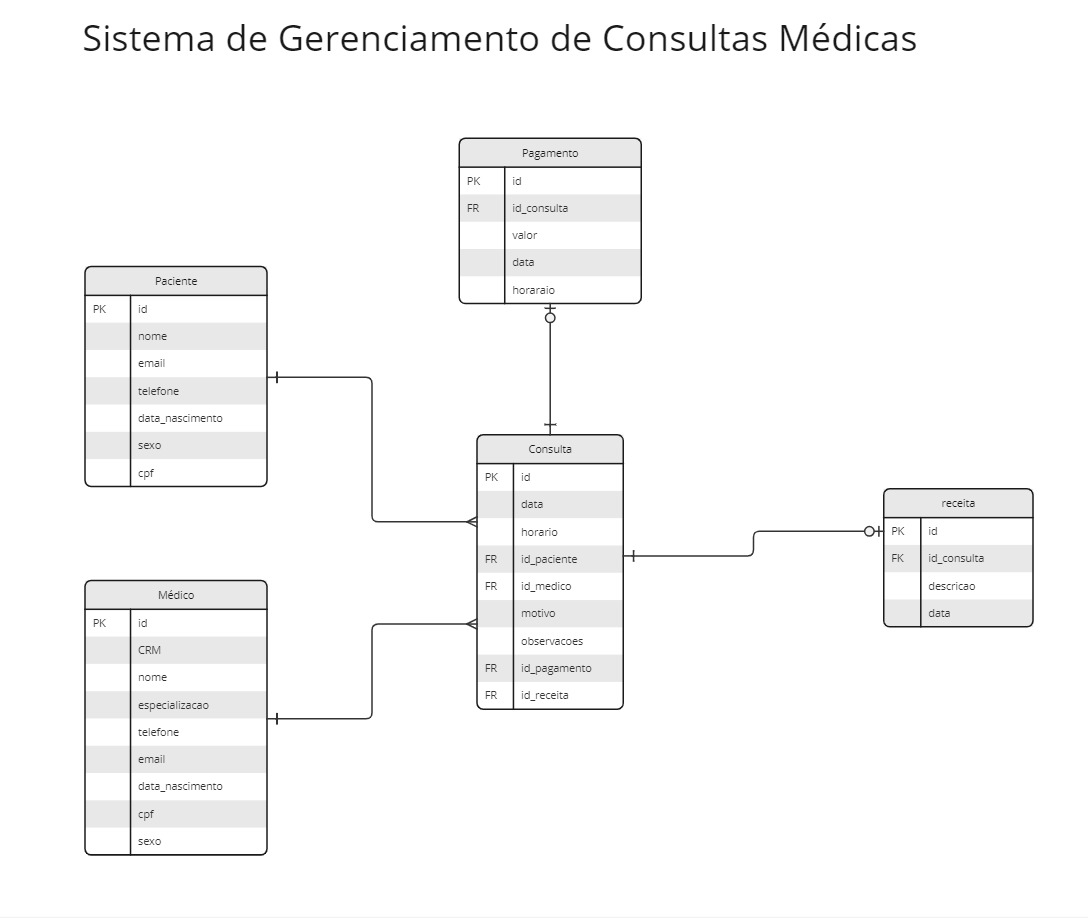 Sistema de Gerenciamento de Consultas Médicas
Pagamento
PK id
FR id_consulta
valor
data
horaraio
Paciente
PK id
nome
email
telefone
data_nascimento
sexo
cpf
Consulta
PK id
data
horario
FR id_paciente
FR id_medico
motivo
observacoes
FR id_pagamento
FR id_receita
receita
PK id
FK id_consulta
descricao
data
Médico
PK id
CRM
nome
especializacao
telefone
email
data_nascimento
cpf
sexo